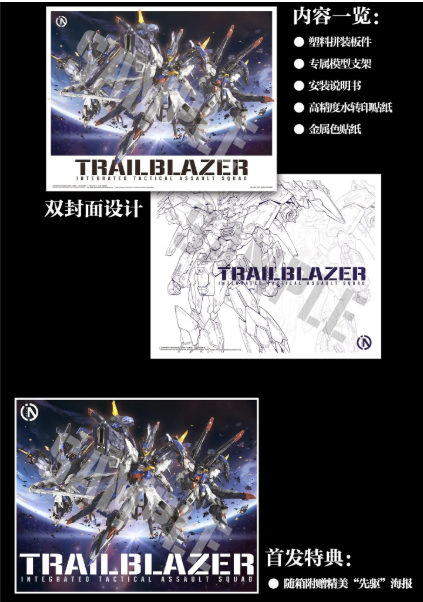 内容一览：
● 塑料拼装板件
● 专属模型支架
● 安装说明书
● 高精度水转印贴纸
● 金属色贴纸
SAMPLE
TRAILBLAZER
INTEGRATED TACTICAL ASSAULT SQUAD
双封面设计
SAMPLE
TRAILBLAZER
INTEGRATED TACTICAL ASSAULT SQUAD
SAMPLE
TRAILBLAZER
INTEGRATED TACTICAL ASSAULT SQUAD
首发特典：
● 随箱附赠精美“先驱”海报